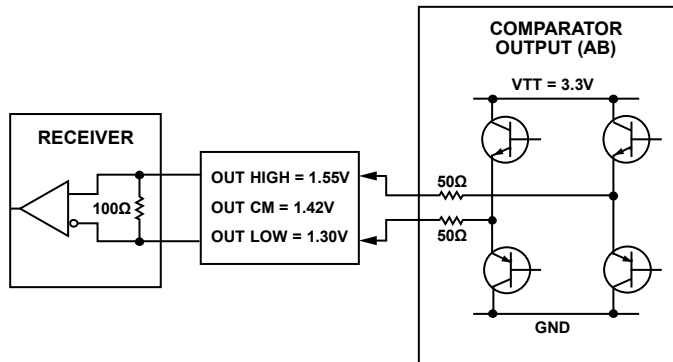 COMPARATOR
OUTPUT (AB)
VTT = 3.3V
RECEIVER
100Ω
OUT HIGH = 1.55V
OUT CM = 1.42V
OUT LOW = 1.30V
50Ω
50Ω
GND